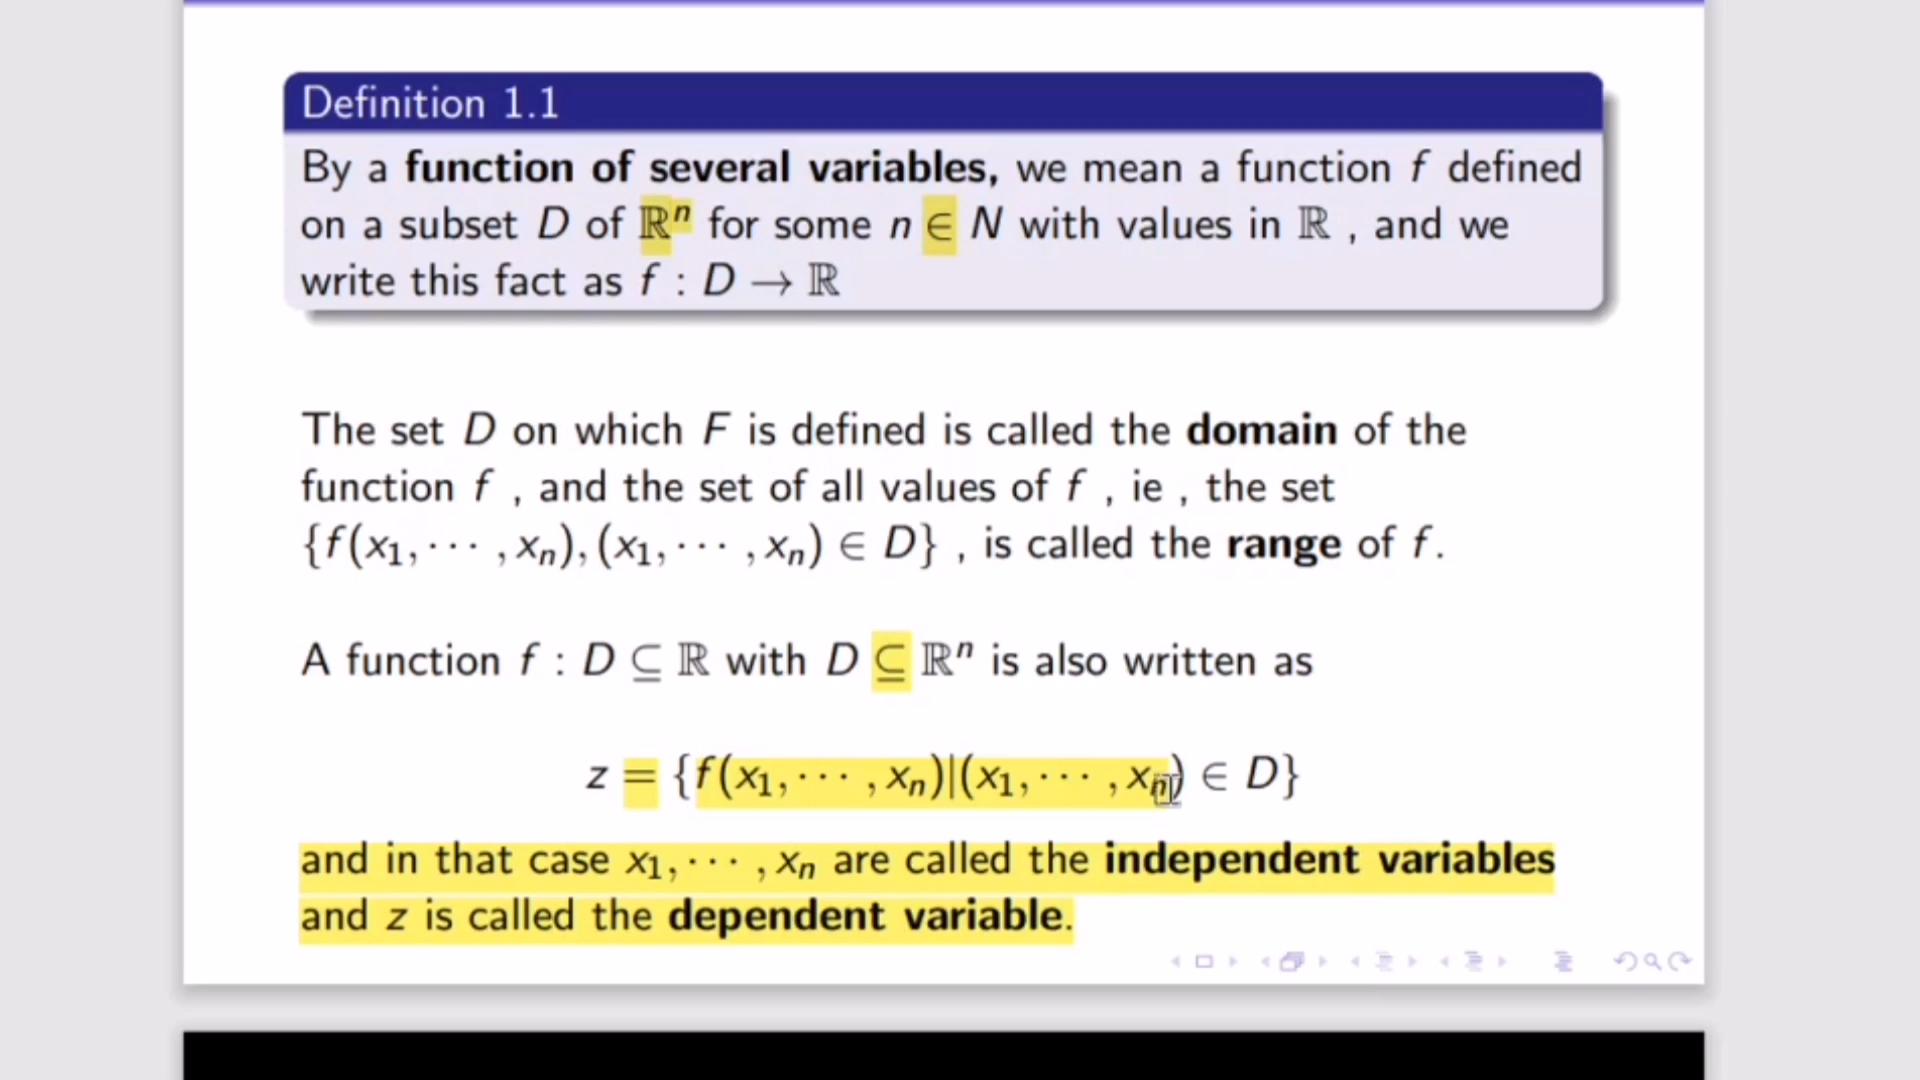 Definition 1.1
By a function of several variables, we mean a function f defined
on a subset D of ℝⁿ for some n ∈ N with values in ℝ , and we
write this fact as f : D → ℝ
The set D on which F is defined is called the domain of the
function f , and the set of all values of f , ie , the set
{f(x₁, ⋯ , xₙ), (x₁, ⋯ , xₙ) ∈ D} , is called the range of f.
A function f : D ⊆ ℝ with D ⊆ ℝⁿ is also written as
z = {f(x₁, ⋯ , xₙ)|(x₁, ⋯ , xₙ) ∈ D}
and in that case x₁, ⋯ , xₙ are called the independent variables
and z is called the dependent variable.